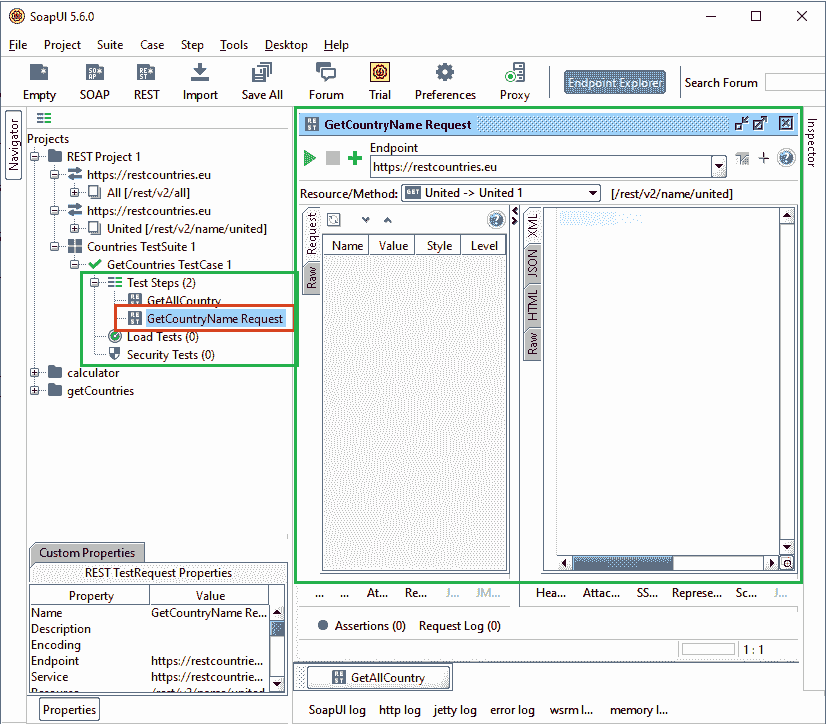 SoapUI 5.6.0
File Project Suite Case Step Tools Desktop Help
Empty SOAP REST Import Save All Forum Trial Preferences Proxy Endpoint Explorer Search Forum
Navigator
Projects
REST Project 1
https://restcountries.eu
All [/rest/v2/all]
https://restcountries.eu
United [/rest/v2/name/united]
Countries TestSuite 1
GetCountries TestCase 1
Test Steps (2)
GetAllCountry
GetCountryName Request
Load Tests (0)
Security Tests (0)
calculator
getCountries
Custom Properties
REST TestRequest Properties
Property Value
Name GetCountryName Re...
Description
Encoding
Endpoint https://restcountrie...
Service https://restcountrie...
Resource /rest/v2/name/united
Properties
GetCountryName Request
Endpoint
https://restcountries.eu
Resource/Method: GET United -> United 1 [/rest/v2/name/united]
Request
Raw
Name Value Style Level
XML
JSON
HTML
Raw
Inspector
... ... At... Re... J... JM... Hea... Attac... SS... Represe... Sc... J...
Assertions (0) Request Log (0)
1 : 1
GetAllCountry
SoapUI log http log jetty log error log wsrm l... memory l...